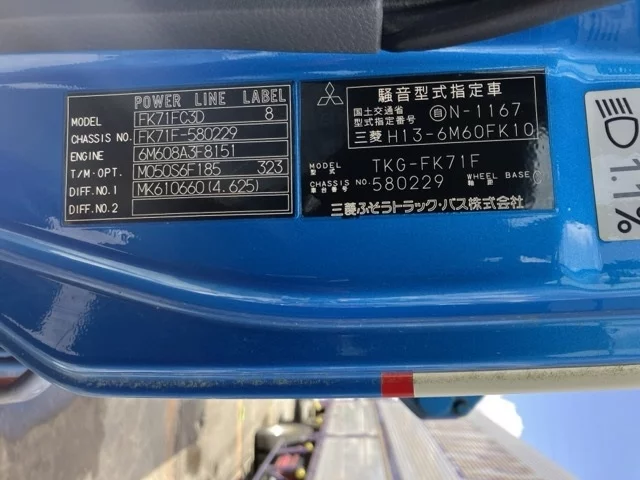 POWER LINE LABEL
MODEL FK71FC3D 8
CHASSIS NO. FK71F-580229
ENGINE 6M608A3F8151
T/M·OPT. M050S6F185 323
DIFF.NO.1 MK610660(4.625)
DIFF.NO.2
騒音型式指定車
国土交通省
型式指定番号 自N-1167
三菱 H13-6M60FK10
MODEL
型式 TKG-FK71F
CHASSIS NO.
車台番号 580229 WHEEL BASE
三菱ふそうトラック・バス株式会社
11%